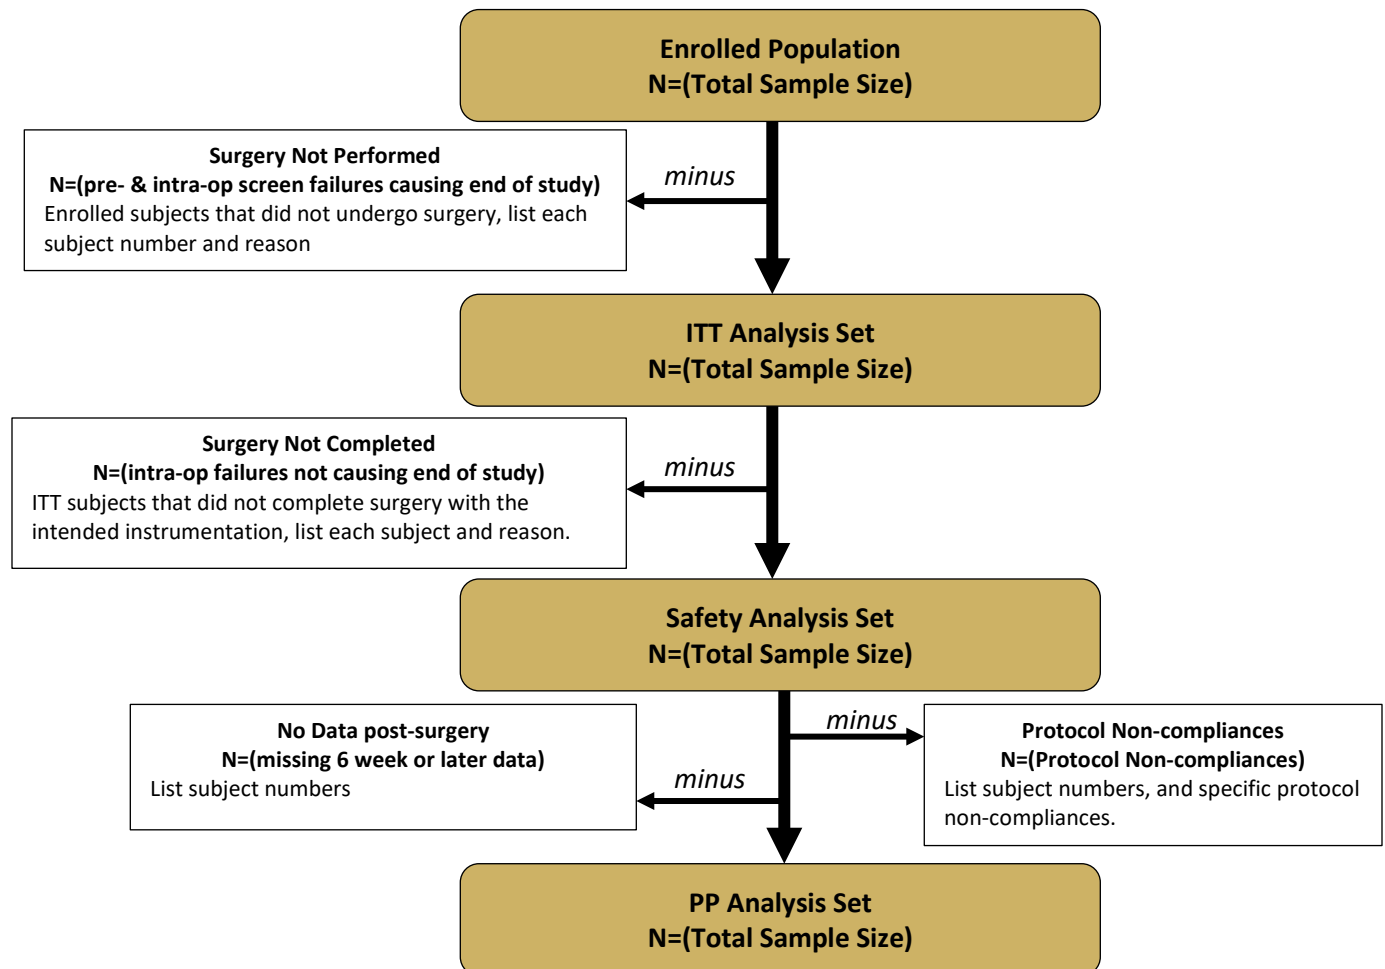 Enrolled Population
N=(Total Sample Size)
Surgery Not Performed
N=(pre- & intra-op screen failures causing end of study)
Enrolled subjects that did not undergo surgery, list each
subject number and reason
minus
ITT Analysis Set
N=(Total Sample Size)
Surgery Not Completed
N=(intra-op failures not causing end of study)
ITT subjects that did not complete surgery with the
intended instrumentation, list each subject and reason.
minus
Safety Analysis Set
N=(Total Sample Size)
No Data post-surgery
N=(missing 6 week or later data)
List subject numbers
minus
minus
Protocol Non-compliances
N=(Protocol Non-compliances)
List subject numbers, and specific protocol
non-compliances.
PP Analysis Set
N=(Total Sample Size)